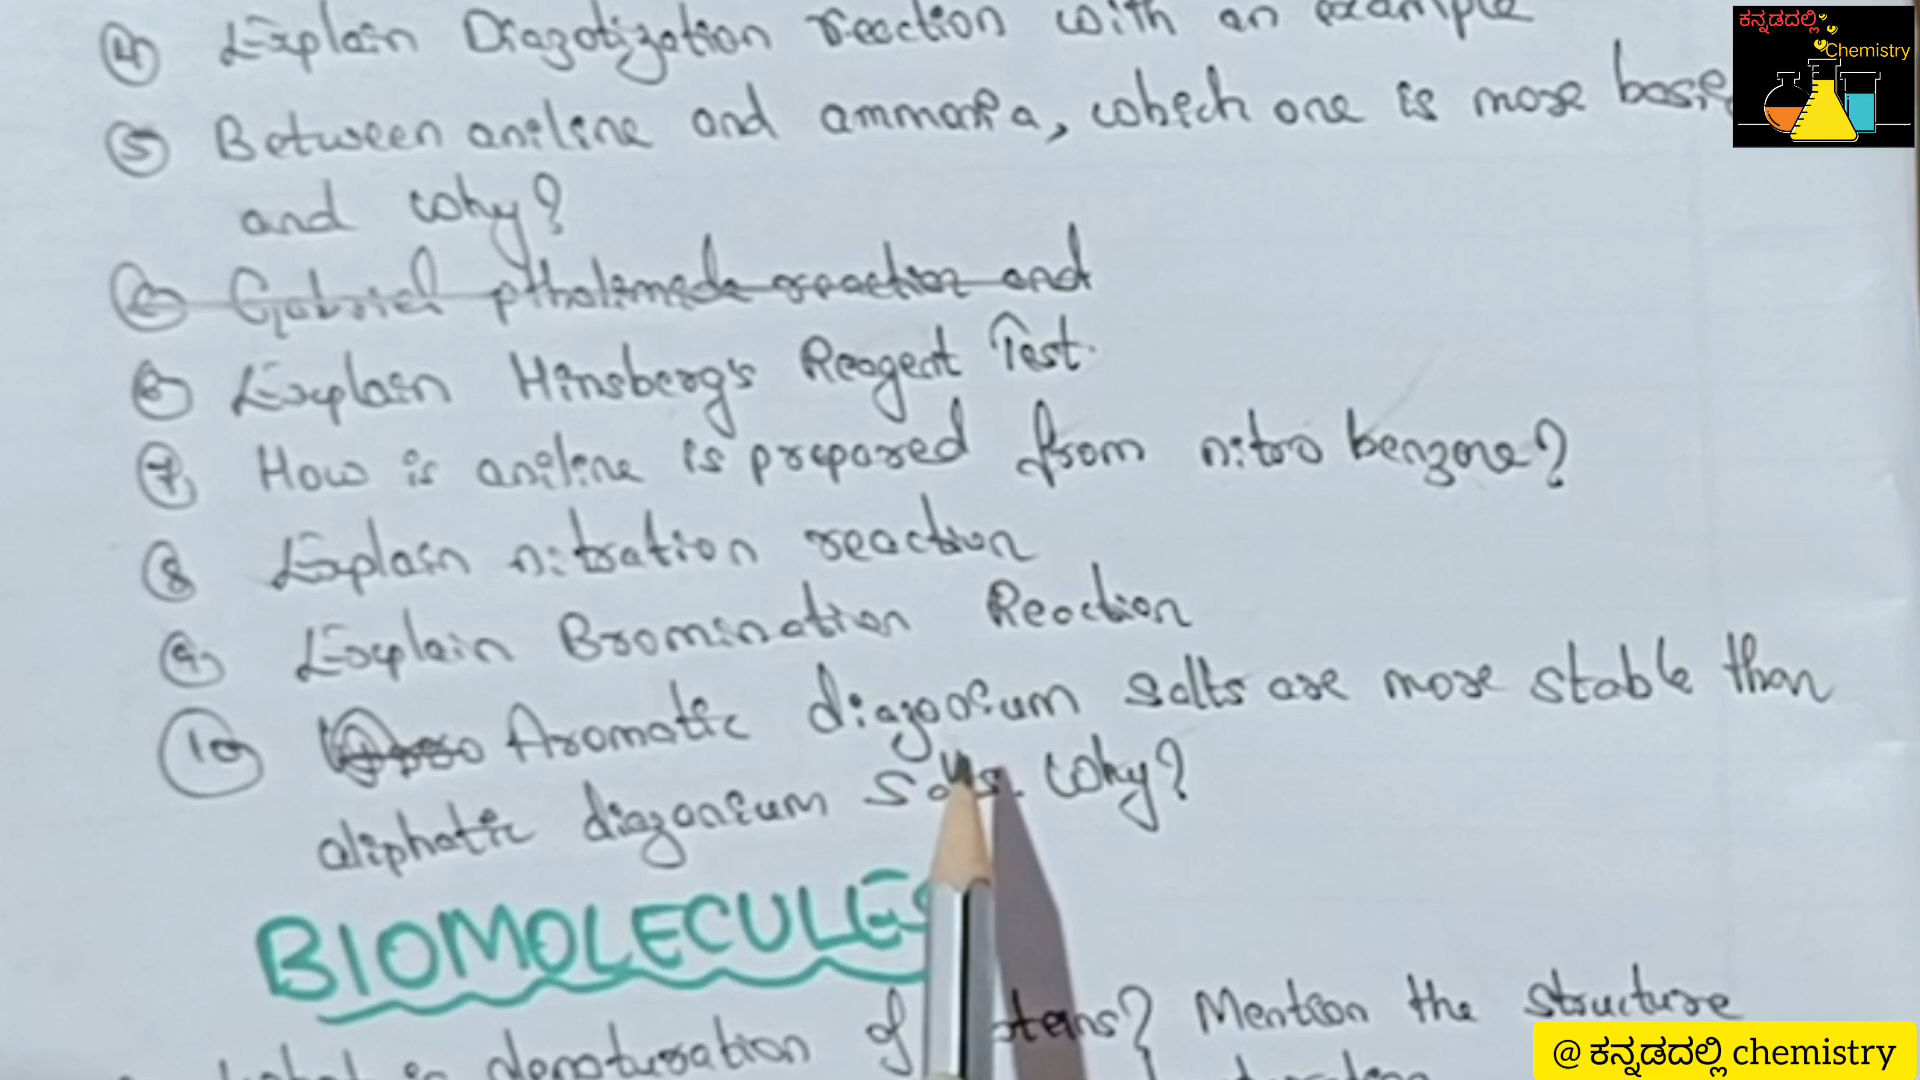 ④ Explain Diazotization reaction with an example
⑤ Between aniline and ammonia, which one is more basic
and why?
⑥ Gabriel pthalimede reaction and
⑥ Explain Hinsberg's Reagent Test.
⑦ How is aniline is prepared from nitro benzene?
⑧ Explain nitration reaction
⑨ Explain Bromination Reaction
⑩ Aromatic diazonium salts are more stable than
aliphatic diazonium salts. Why?
BIOMOLECULES
is denaturation of teins? Mention the structure
ಕನ್ನಡದಲ್ಲಿ
Chemistry
@ ಕನ್ನಡದಲ್ಲಿ chemistry